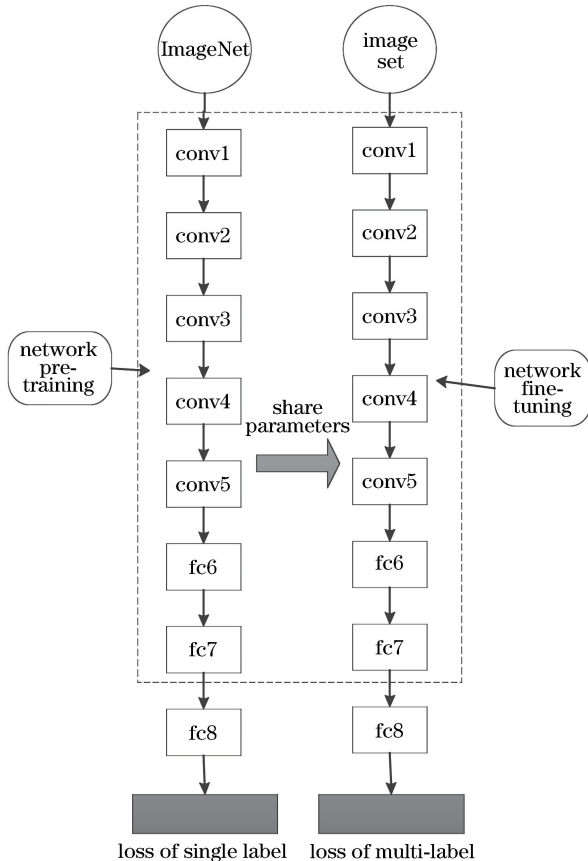 ImageNet
conv1
conv2
conv3
conv4
conv5
fc6
fc7
fc8
loss of single label
network
pre-
training
share
parameters
image
set
conv1
conv2
conv3
conv4
conv5
fc6
fc7
fc8
loss of multi-label
network
fine-
tuning